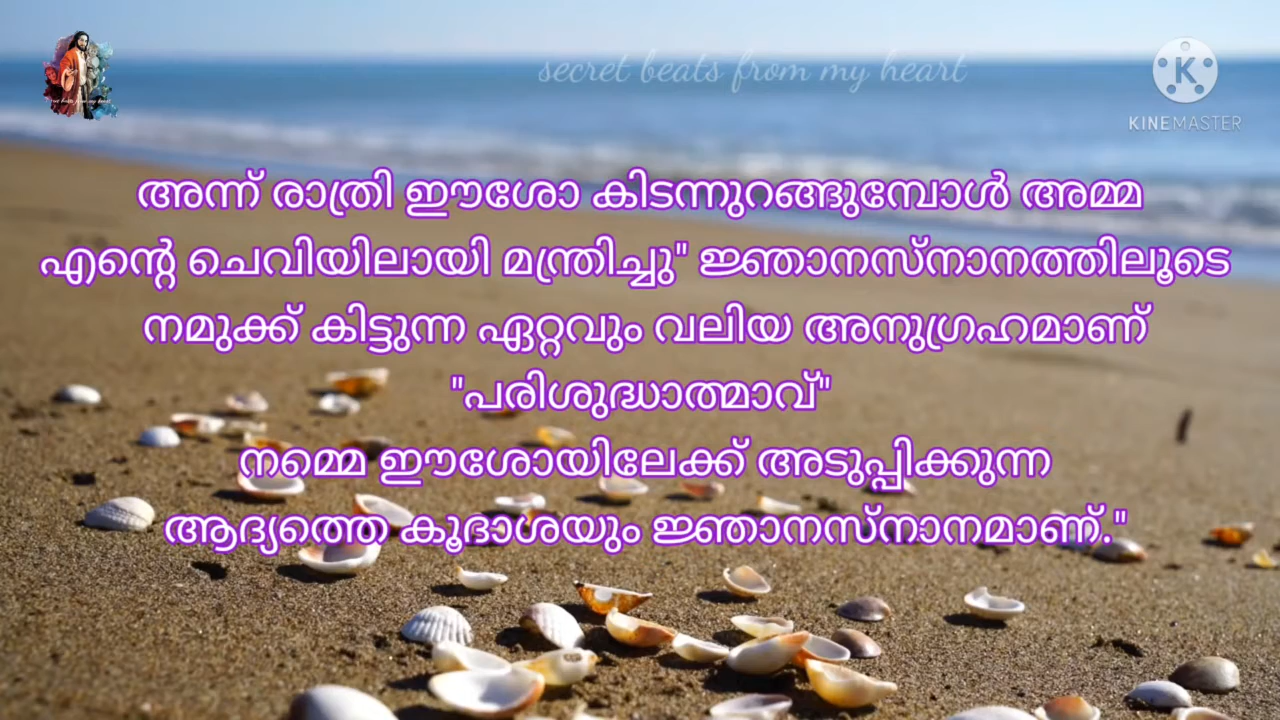 secret beats from my heart
KINEMASTER
അന്ന് രാത്രി ഈശോ കിടന്നുറങ്ങുമ്പോൾ അമ്മ
എന്റെ ചെവിയിലായി മന്ത്രിച്ചു" ജ്ഞാനസ്നാനത്തിലൂടെ
നമുക്ക് കിട്ടുന്ന ഏറ്റവും വലിയ അനുഗ്രഹമാണ്
"പരിശുദ്ധാത്മാവ്"
നമ്മെ ഈശോയിലേക്ക് അടുപ്പിക്കുന്ന
ആദ്യത്തെ കൂദാശയും ജ്ഞാനസ്നാനമാണ്."